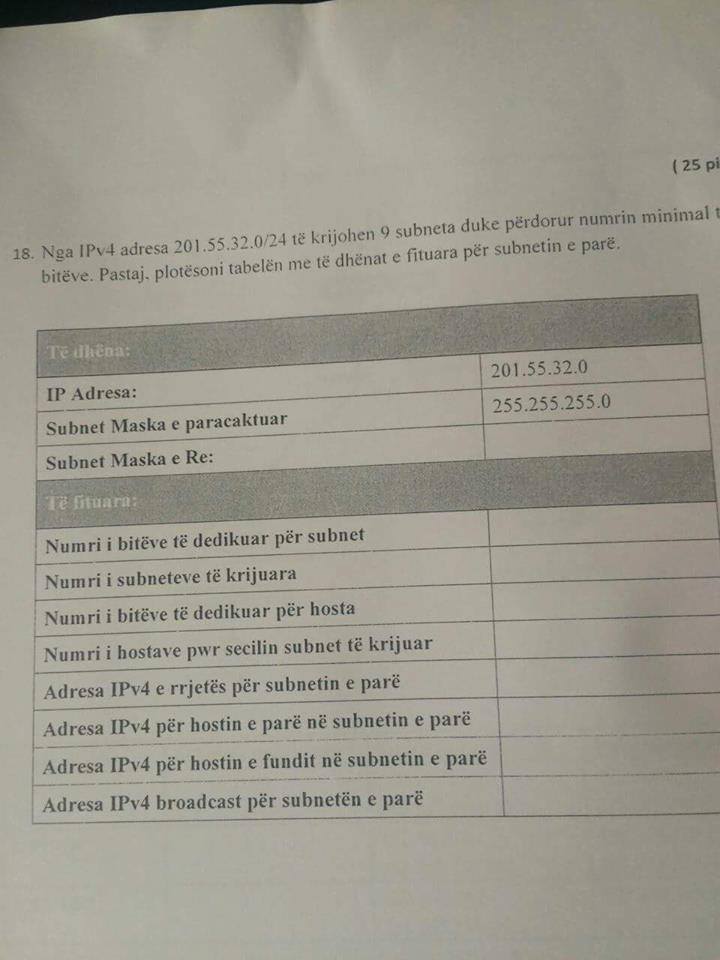 ( 25 pi
18. Nga IPv4 adresa 201.55.32.0/24 të krijohen 9 subneta duke përdorur numrin minimal t
bitëve. Pastaj, plotësoni tabelën me të dhënat e fituara për subnetin e parë.
Të dhëna:
IP Adresa: 201.55.32.0
Subnet Maska e paracaktuar 255.255.255.0
Subnet Maska e Re:
Të fituara:
Numri i bitëve të dedikuar për subnet
Numri i subneteve të krijuara
Numri i bitëve të dedikuar për hosta
Numri i hostave pwr secilin subnet të krijuar
Adresa IPv4 e rrjetës për subnetin e parë
Adresa IPv4 për hostin e parë në subnetin e parë
Adresa IPv4 për hostin e fundit në subnetin e parë
Adresa IPv4 broadcast për subnetën e parë